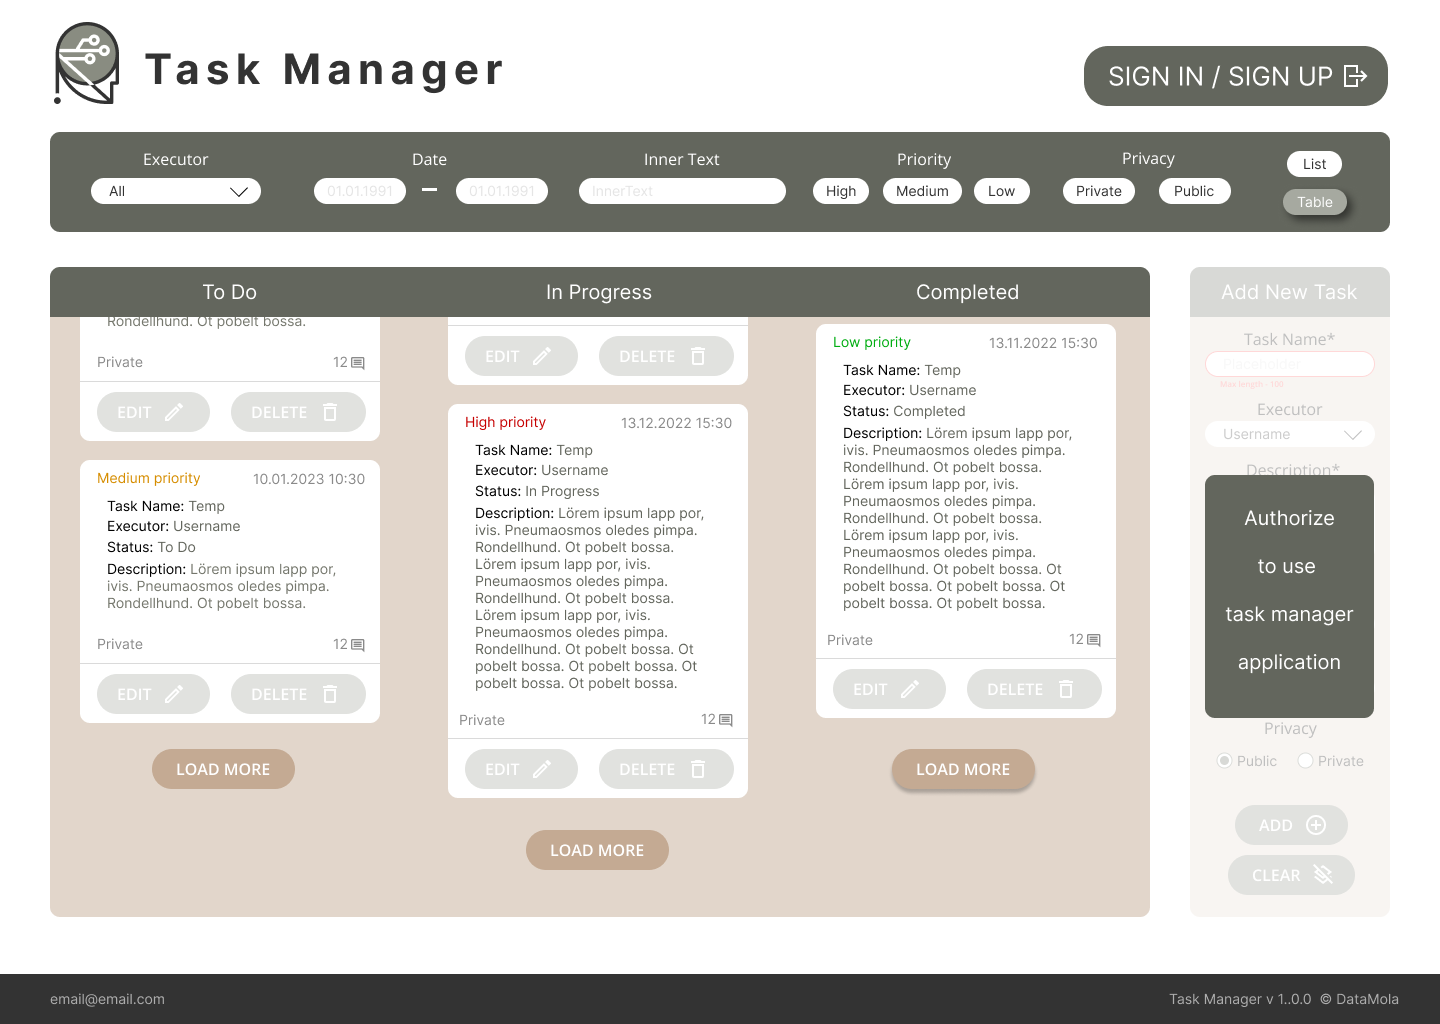 Task Manager
SIGN IN / SIGN UP
Executor
All
Date
01.01.1991
01.01.1991
Inner Text
InnerText
Priority
High
Medium
Low
Privacy
Private
Public
List
Table
To Do
Rondellhund. Ot pobelt bossa.
Private
12
EDIT
DELETE
Medium priority
10.01.2023 10:30
Task Name: Temp
Executor: Username
Status: To Do
Description: Lörem ipsum lapp por,
ivis. Pneumaosmos oledes pimpa.
Rondellhund. Ot pobelt bossa.
Private
12
EDIT
DELETE
LOAD MORE
In Progress
EDIT
DELETE
High priority
13.12.2022 15:30
Task Name: Temp
Executor: Username
Status: In Progress
Description: Lörem ipsum lapp por,
ivis. Pneumaosmos oledes pimpa.
Rondellhund. Ot pobelt bossa.
Lörem ipsum lapp por, ivis.
Pneumaosmos oledes pimpa.
Rondellhund. Ot pobelt bossa.
Lörem ipsum lapp por, ivis.
Pneumaosmos oledes pimpa.
Rondellhund. Ot pobelt bossa. Ot
pobelt bossa. Ot pobelt bossa. Ot
pobelt bossa. Ot pobelt bossa.
Private
12
EDIT
DELETE
LOAD MORE
Completed
Low priority
13.11.2022 15:30
Task Name: Temp
Executor: Username
Status: Completed
Description: Lörem ipsum lapp por,
ivis. Pneumaosmos oledes pimpa.
Rondellhund. Ot pobelt bossa.
Lörem ipsum lapp por, ivis.
Pneumaosmos oledes pimpa.
Rondellhund. Ot pobelt bossa.
Lörem ipsum lapp por, ivis.
Pneumaosmos oledes pimpa.
Rondellhund. Ot pobelt bossa. Ot
pobelt bossa. Ot pobelt bossa. Ot
pobelt bossa. Ot pobelt bossa.
Private
12
EDIT
DELETE
LOAD MORE
Add New Task
Task Name*
Placeholder
Max length - 100
Executor
Username
Description*
Authorize
to use
task manager
application
Privacy
Public
Private
ADD
CLEAR
email@email.com
Task Manager v 1..0.0 © DataMola